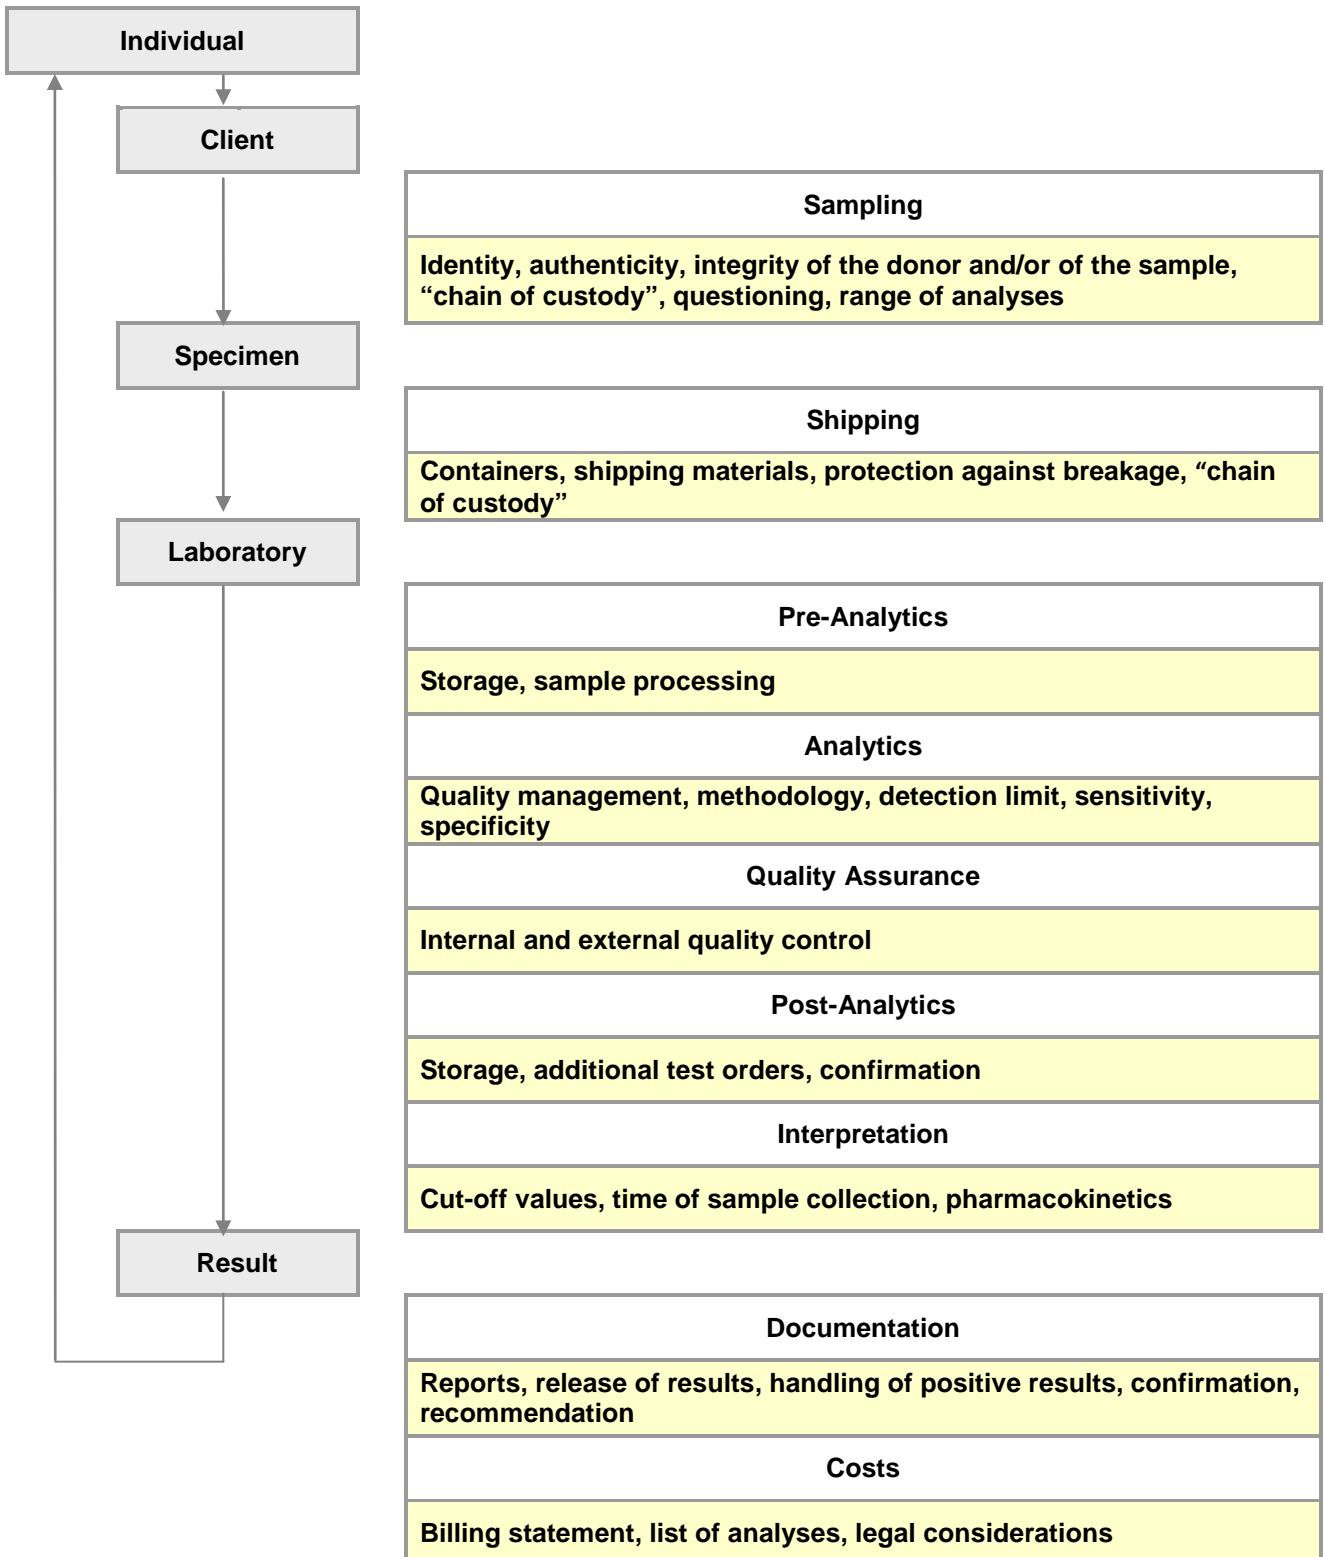 Individual
Client
Sampling
Identity, authenticity, integrity of the donor and/or of the sample,
“chain of custody”, questioning, range of analyses
Specimen
Shipping
Containers, shipping materials, protection against breakage, “chain
of custody”
Laboratory
Pre-Analytics
Storage, sample processing
Analytics
Quality management, methodology, detection limit, sensitivity,
specificity
Quality Assurance
Internal and external quality control
Post-Analytics
Storage, additional test orders, confirmation
Interpretation
Cut-off values, time of sample collection, pharmacokinetics
Result
Documentation
Reports, release of results, handling of positive results, confirmation,
recommendation
Costs
Billing statement, list of analyses, legal considerations